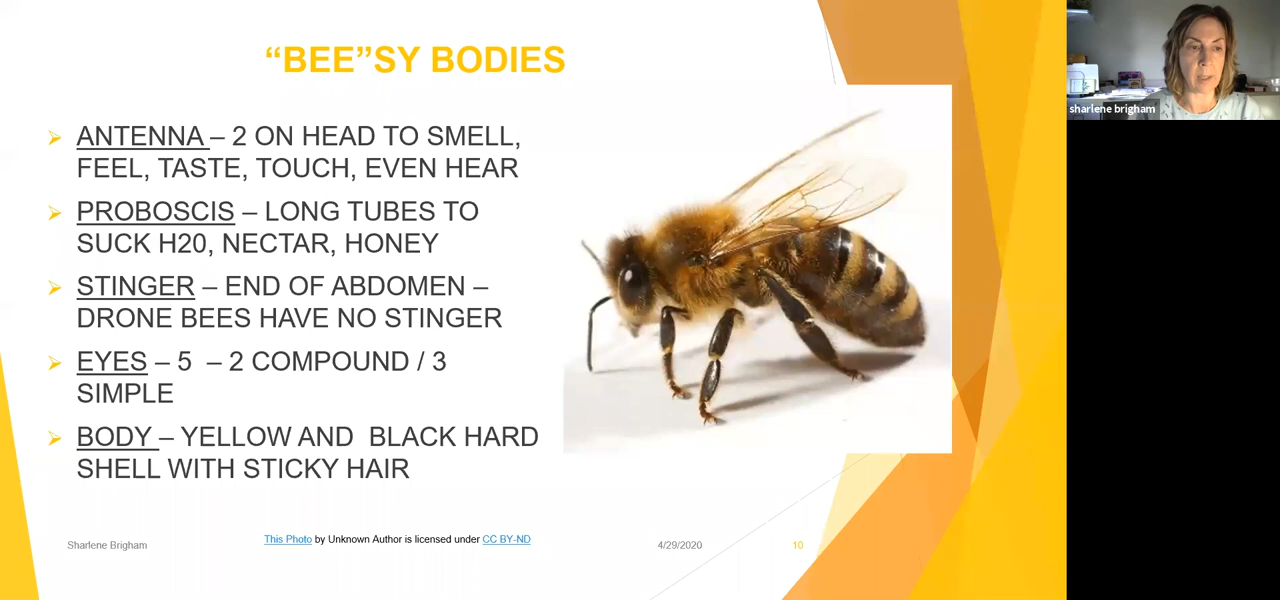 “BEE”SY BODIES
ANTENNA – 2 ON HEAD TO SMELL,
FEEL, TASTE, TOUCH, EVEN HEAR
PROBOSCIS – LONG TUBES TO
SUCK H20, NECTAR, HONEY
STINGER – END OF ABDOMEN –
DRONE BEES HAVE NO STINGER
EYES – 5 – 2 COMPOUND / 3
SIMPLE
BODY – YELLOW AND BLACK HARD
SHELL WITH STICKY HAIR
Sharlene Brigham
This Photo by Unknown Author is licensed under CC BY-ND
4/29/2020
10
sharlene brigham